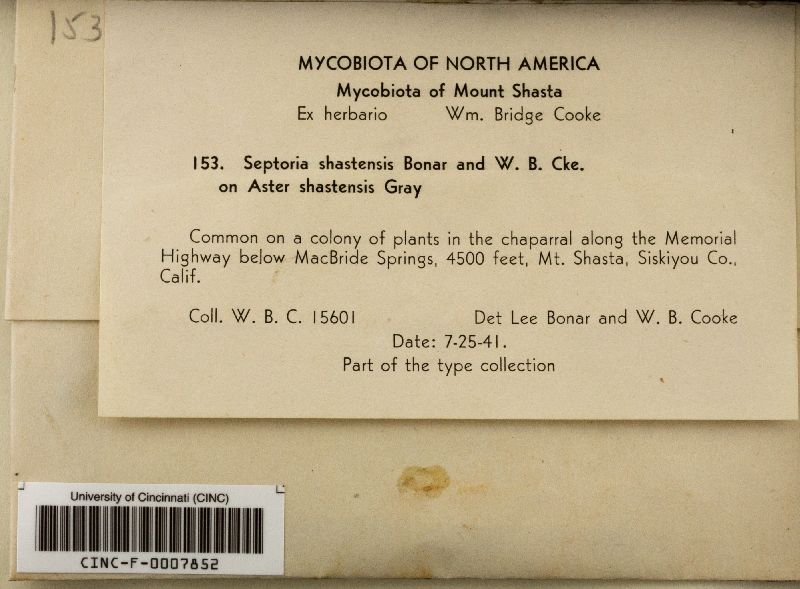 153
MYCOBIOTA OF NORTH AMERICA
Mycobiota of Mount Shasta
Ex herbario Wm. Bridge Cooke
153. Septoria shastensis Bonar and W. B. Cke.
on Aster shastensis Gray
Common on a colony of plants in the chaparral along the Memorial
Highway below MacBride Springs, 4500 feet, Mt. Shasta, Siskiyou Co.,
Calif.
Coll. W. B. C. 15601 Det Lee Bonar and W. B. Cooke
Date: 7-25-41.
Part of the type collection
University of Cincinnati (CINC)
CINC-F-0007852